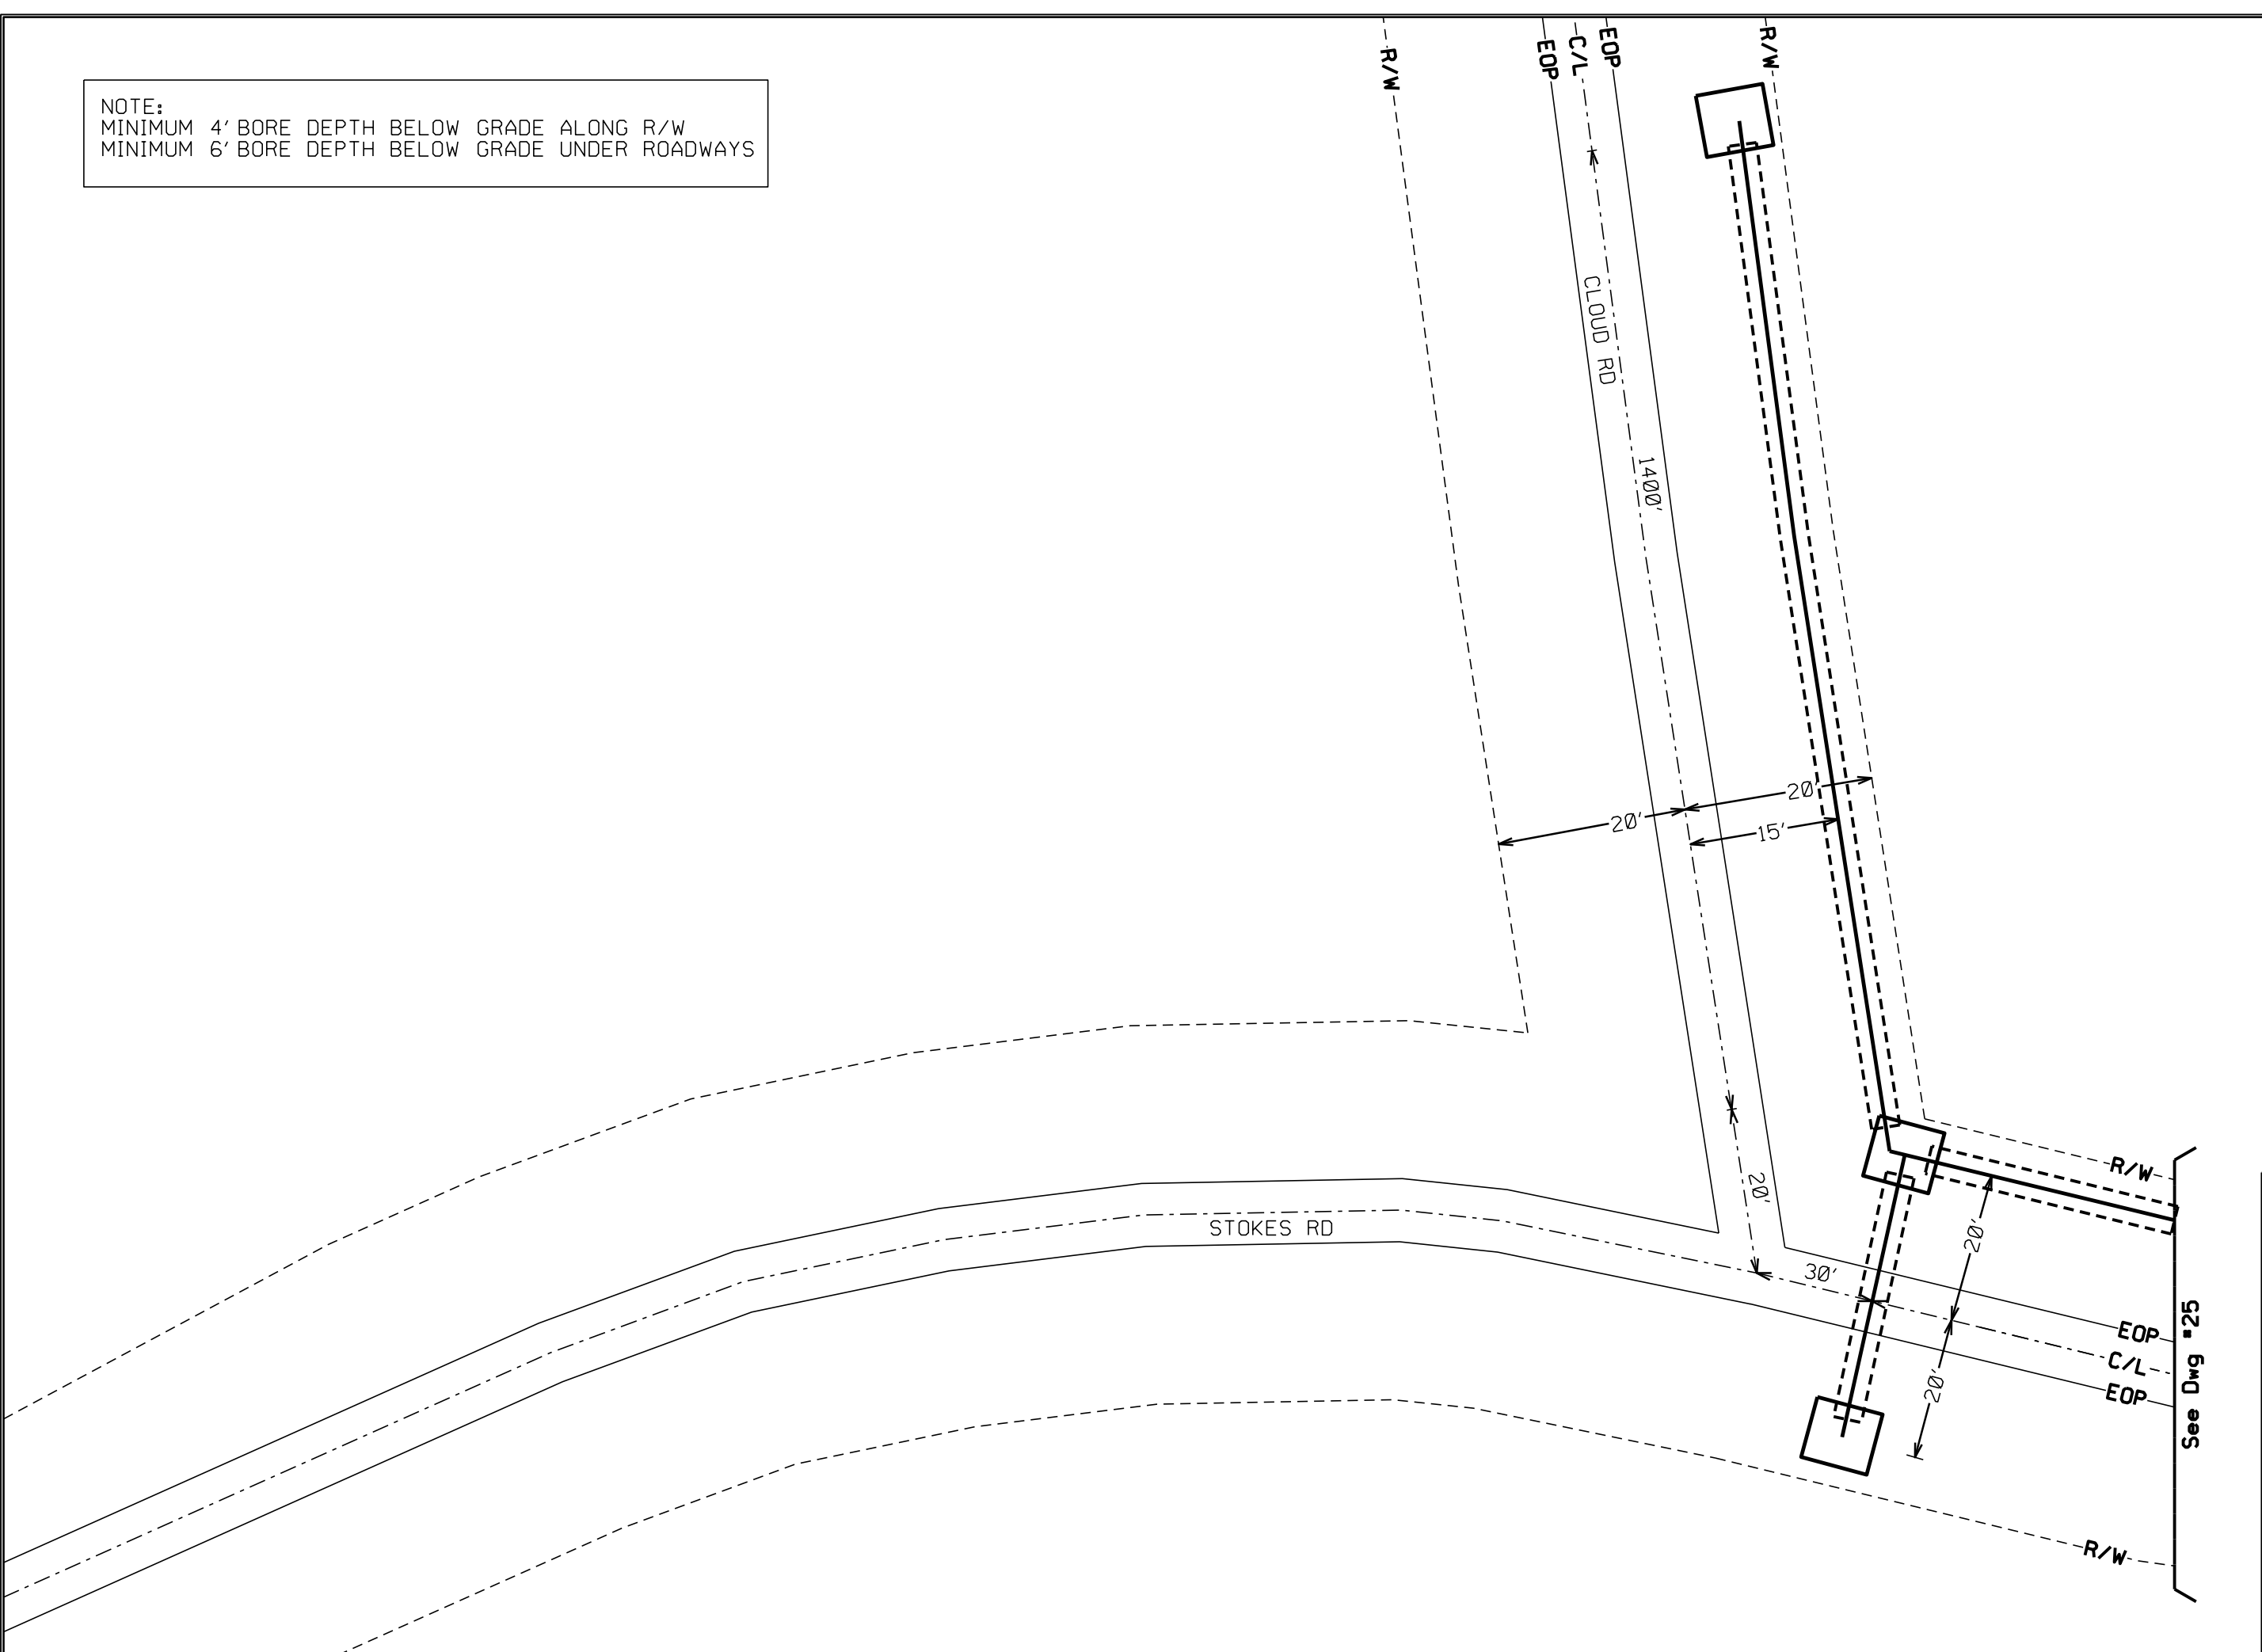 R/W
EOP
C/L
EOP
R/W
NOTE:
MINIMUM 4' BORE DEPTH BELOW GRADE ALONG R/W
MINIMUM 6' BORE DEPTH BELOW GRADE UNDER ROADWAYS
CLOUD RD
1400'
20'
20'
15'
R/W
20'
STOKES RD
20'
30'
EOP
C/L
EOP
20'
See Dwg #25
R/W